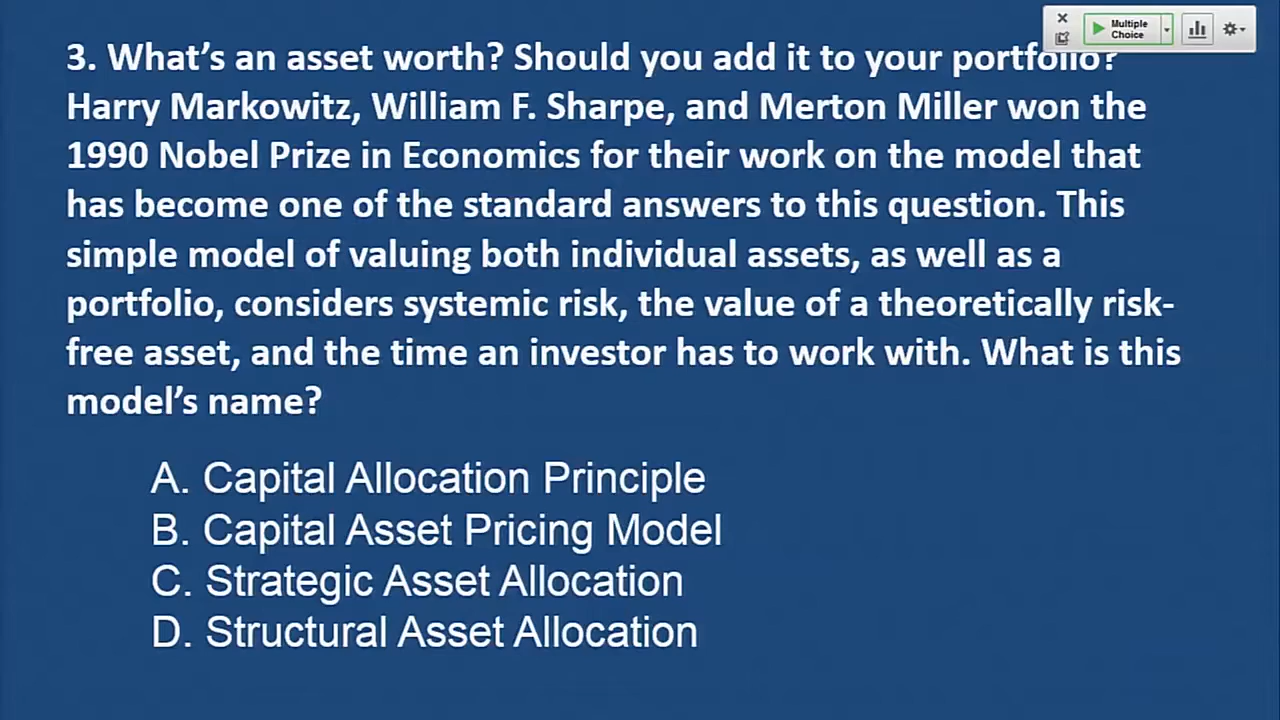 Multiple
Choice
3. What’s an asset worth? Should you add it to your portfolio?
Harry Markowitz, William F. Sharpe, and Merton Miller won the
1990 Nobel Prize in Economics for their work on the model that
has become one of the standard answers to this question. This
simple model of valuing both individual assets, as well as a
portfolio, considers systemic risk, the value of a theoretically risk-
free asset, and the time an investor has to work with. What is this
model’s name?
A. Capital Allocation Principle
B. Capital Asset Pricing Model
C. Strategic Asset Allocation
D. Structural Asset Allocation